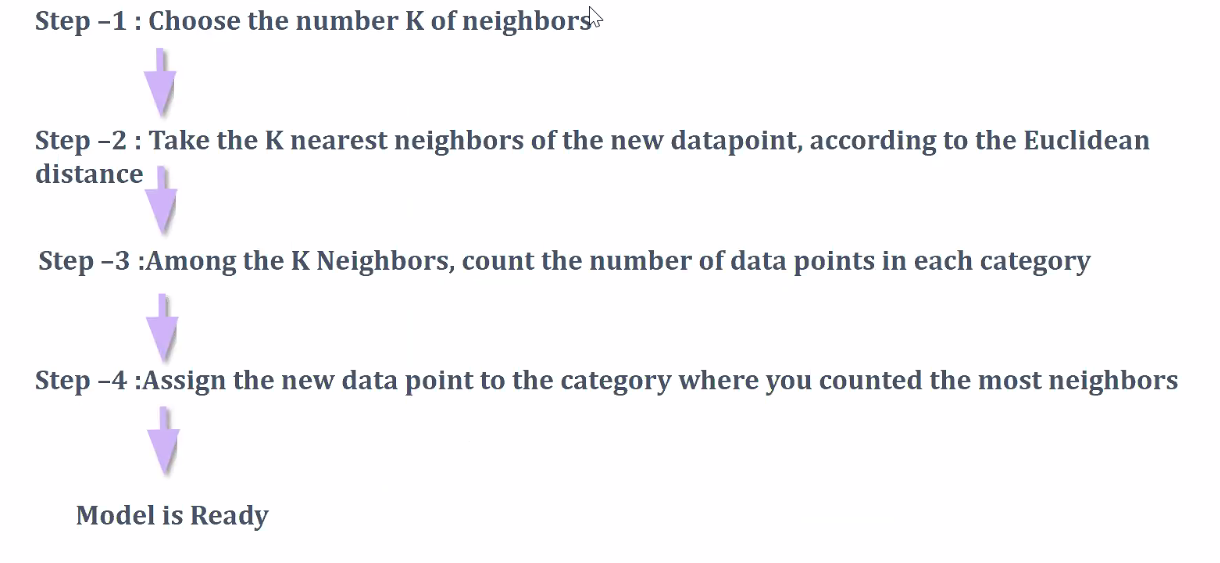 Step –1 : Choose the number K of neighbors
Step –2 : Take the K nearest neighbors of the new datapoint, according to the Euclidean
distance
Step –3 :Among the K Neighbors, count the number of data points in each category
Step –4 :Assign the new data point to the category where you counted the most neighbors
Model is Ready